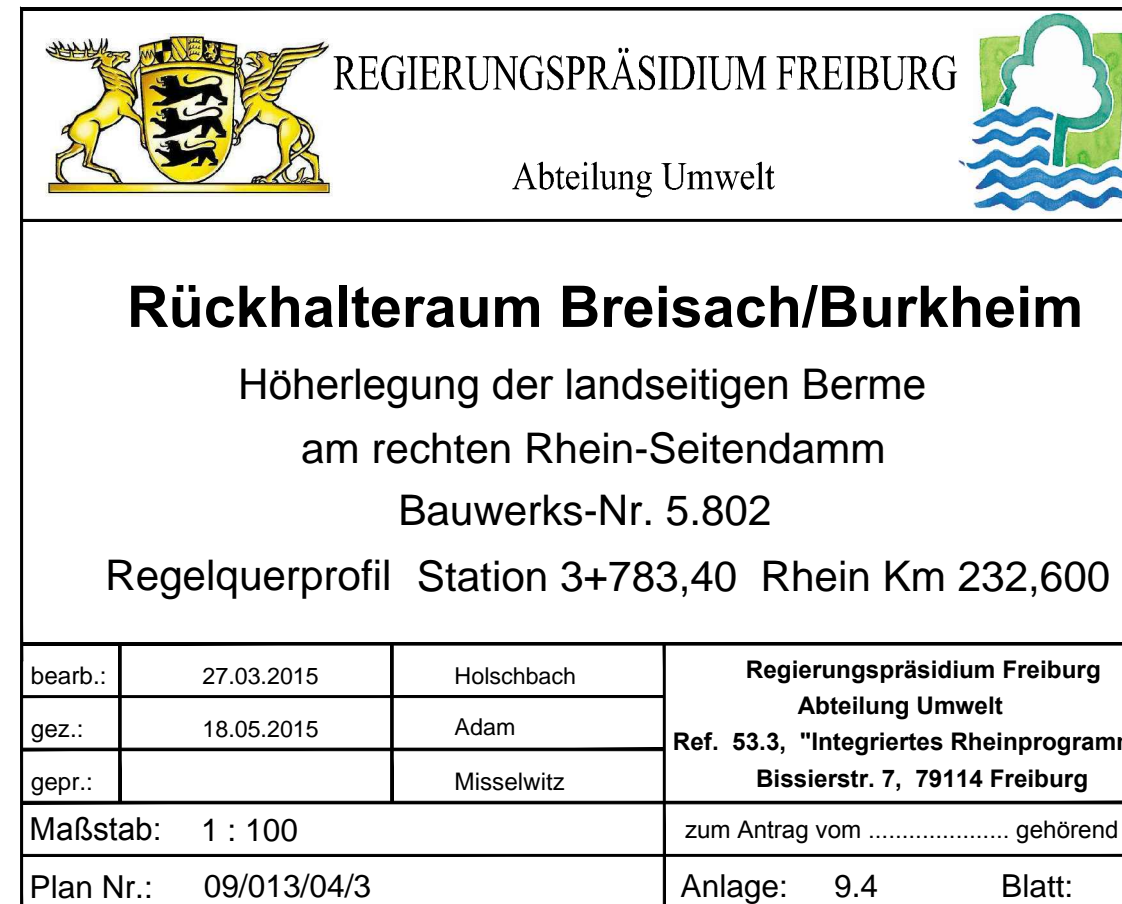 REGIERUNGSPRÄSIDIUM FREIBURG
Abteilung Umwelt
Rückhalteraum Breisach/Burkheim
Höherlegung der landseitigen Berme
am rechten Rhein-Seitendamm
Bauwerks-Nr. 5.802
Regelquerprofil Station 3+783,40 Rhein Km 232,600
bearb.: 27.03.2015 Holschbach
gez.: 18.05.2015 Adam
gepr.: Misselwitz
Regierungspräsidium Freiburg
Abteilung Umwelt
Ref. 53.3, "Integriertes Rheinprogram
Bissierstr. 7, 79114 Freiburg
Maßstab: 1 : 100
zum Antrag vom ..................... gehörend
Plan Nr.: 09/013/04/3
Anlage: 9.4 Blatt: